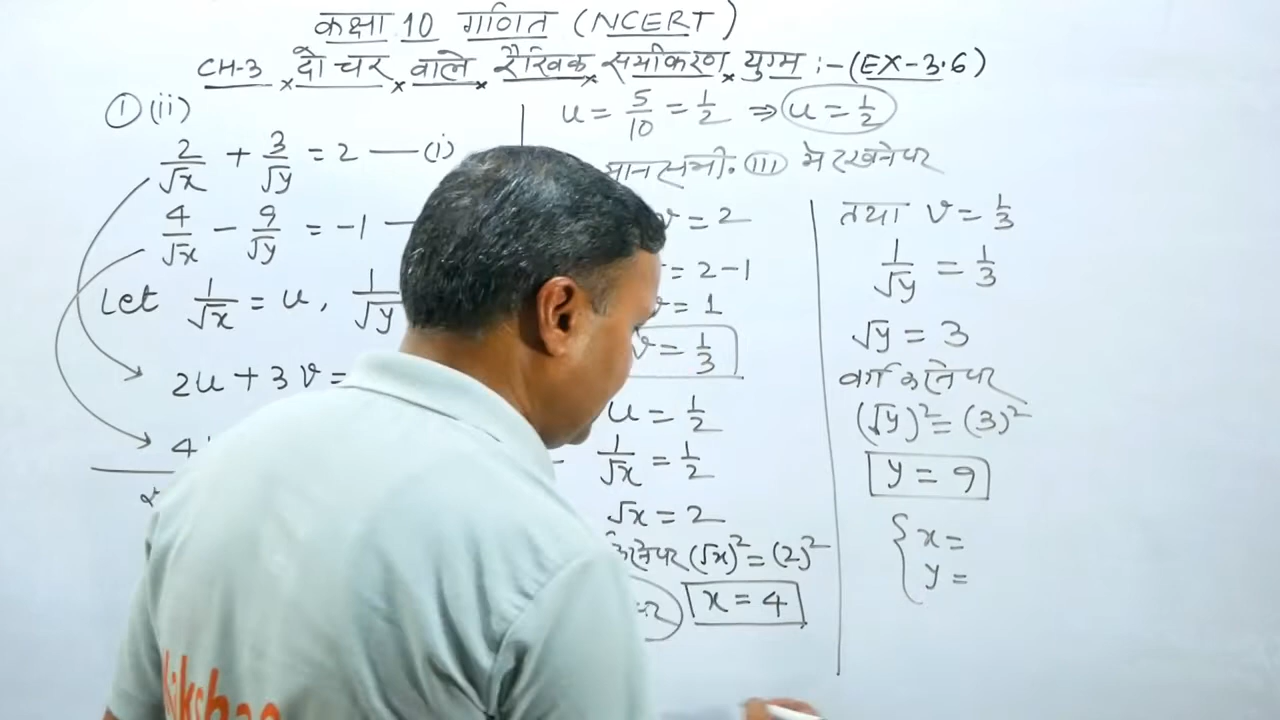 कक्षा 10 गणित (NCERT)
CH-3 × दो चर × वाले × रैखिक × समीकरण × युग्म :- (EX-3.6)
① (ii)
2/√x + 3/√y = 2 — (i)
4/√x - 9/√y = -1 —
Let 1/√x = u, 1/√y
2u + 3v =
4
u = 5/10 = 1/2 ⇒ u = 1/2
मान समी. (III) मे रखने पर
v = 2
= 2-1
= 1
v = 1/3
u = 1/2
1/√x = 1/2
√x = 2
(√x)² = (2)²
x = 4
तथा v = 1/3
1/√y = 1/3
√y = 3
वर्ग करने पर
(√y)² = (3)²
y = 9
{ x =
y =